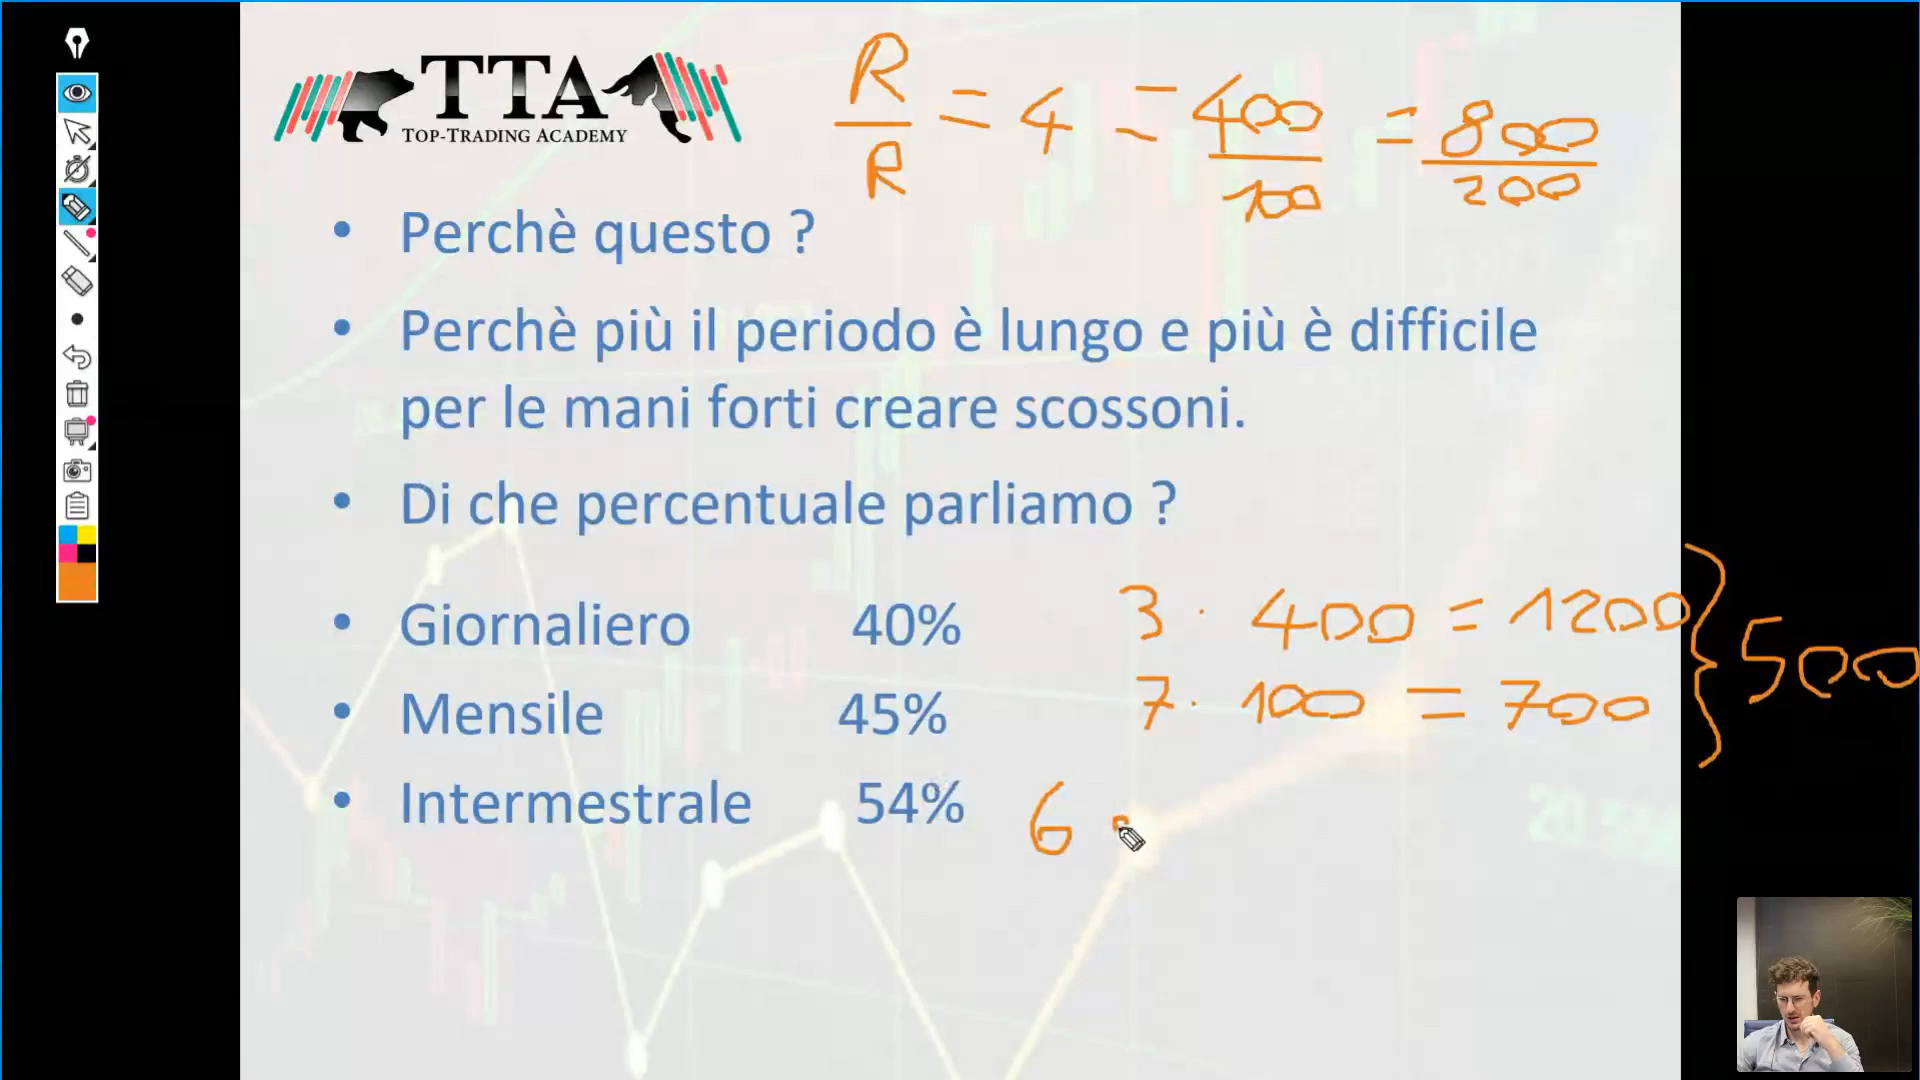 TTA
TOP-TRADING ACADEMY
R/R = 4 = 400/100 = 800/200
• Perchè questo ?
• Perchè più il periodo è lungo e più è difficile
per le mani forti creare scossoni.
• Di che percentuale parliamo ?
• Giornaliero 40%
3 · 400 = 1200
• Mensile 45%
7 · 100 = 700
} 500
• Intermestrale 54%
6 ·